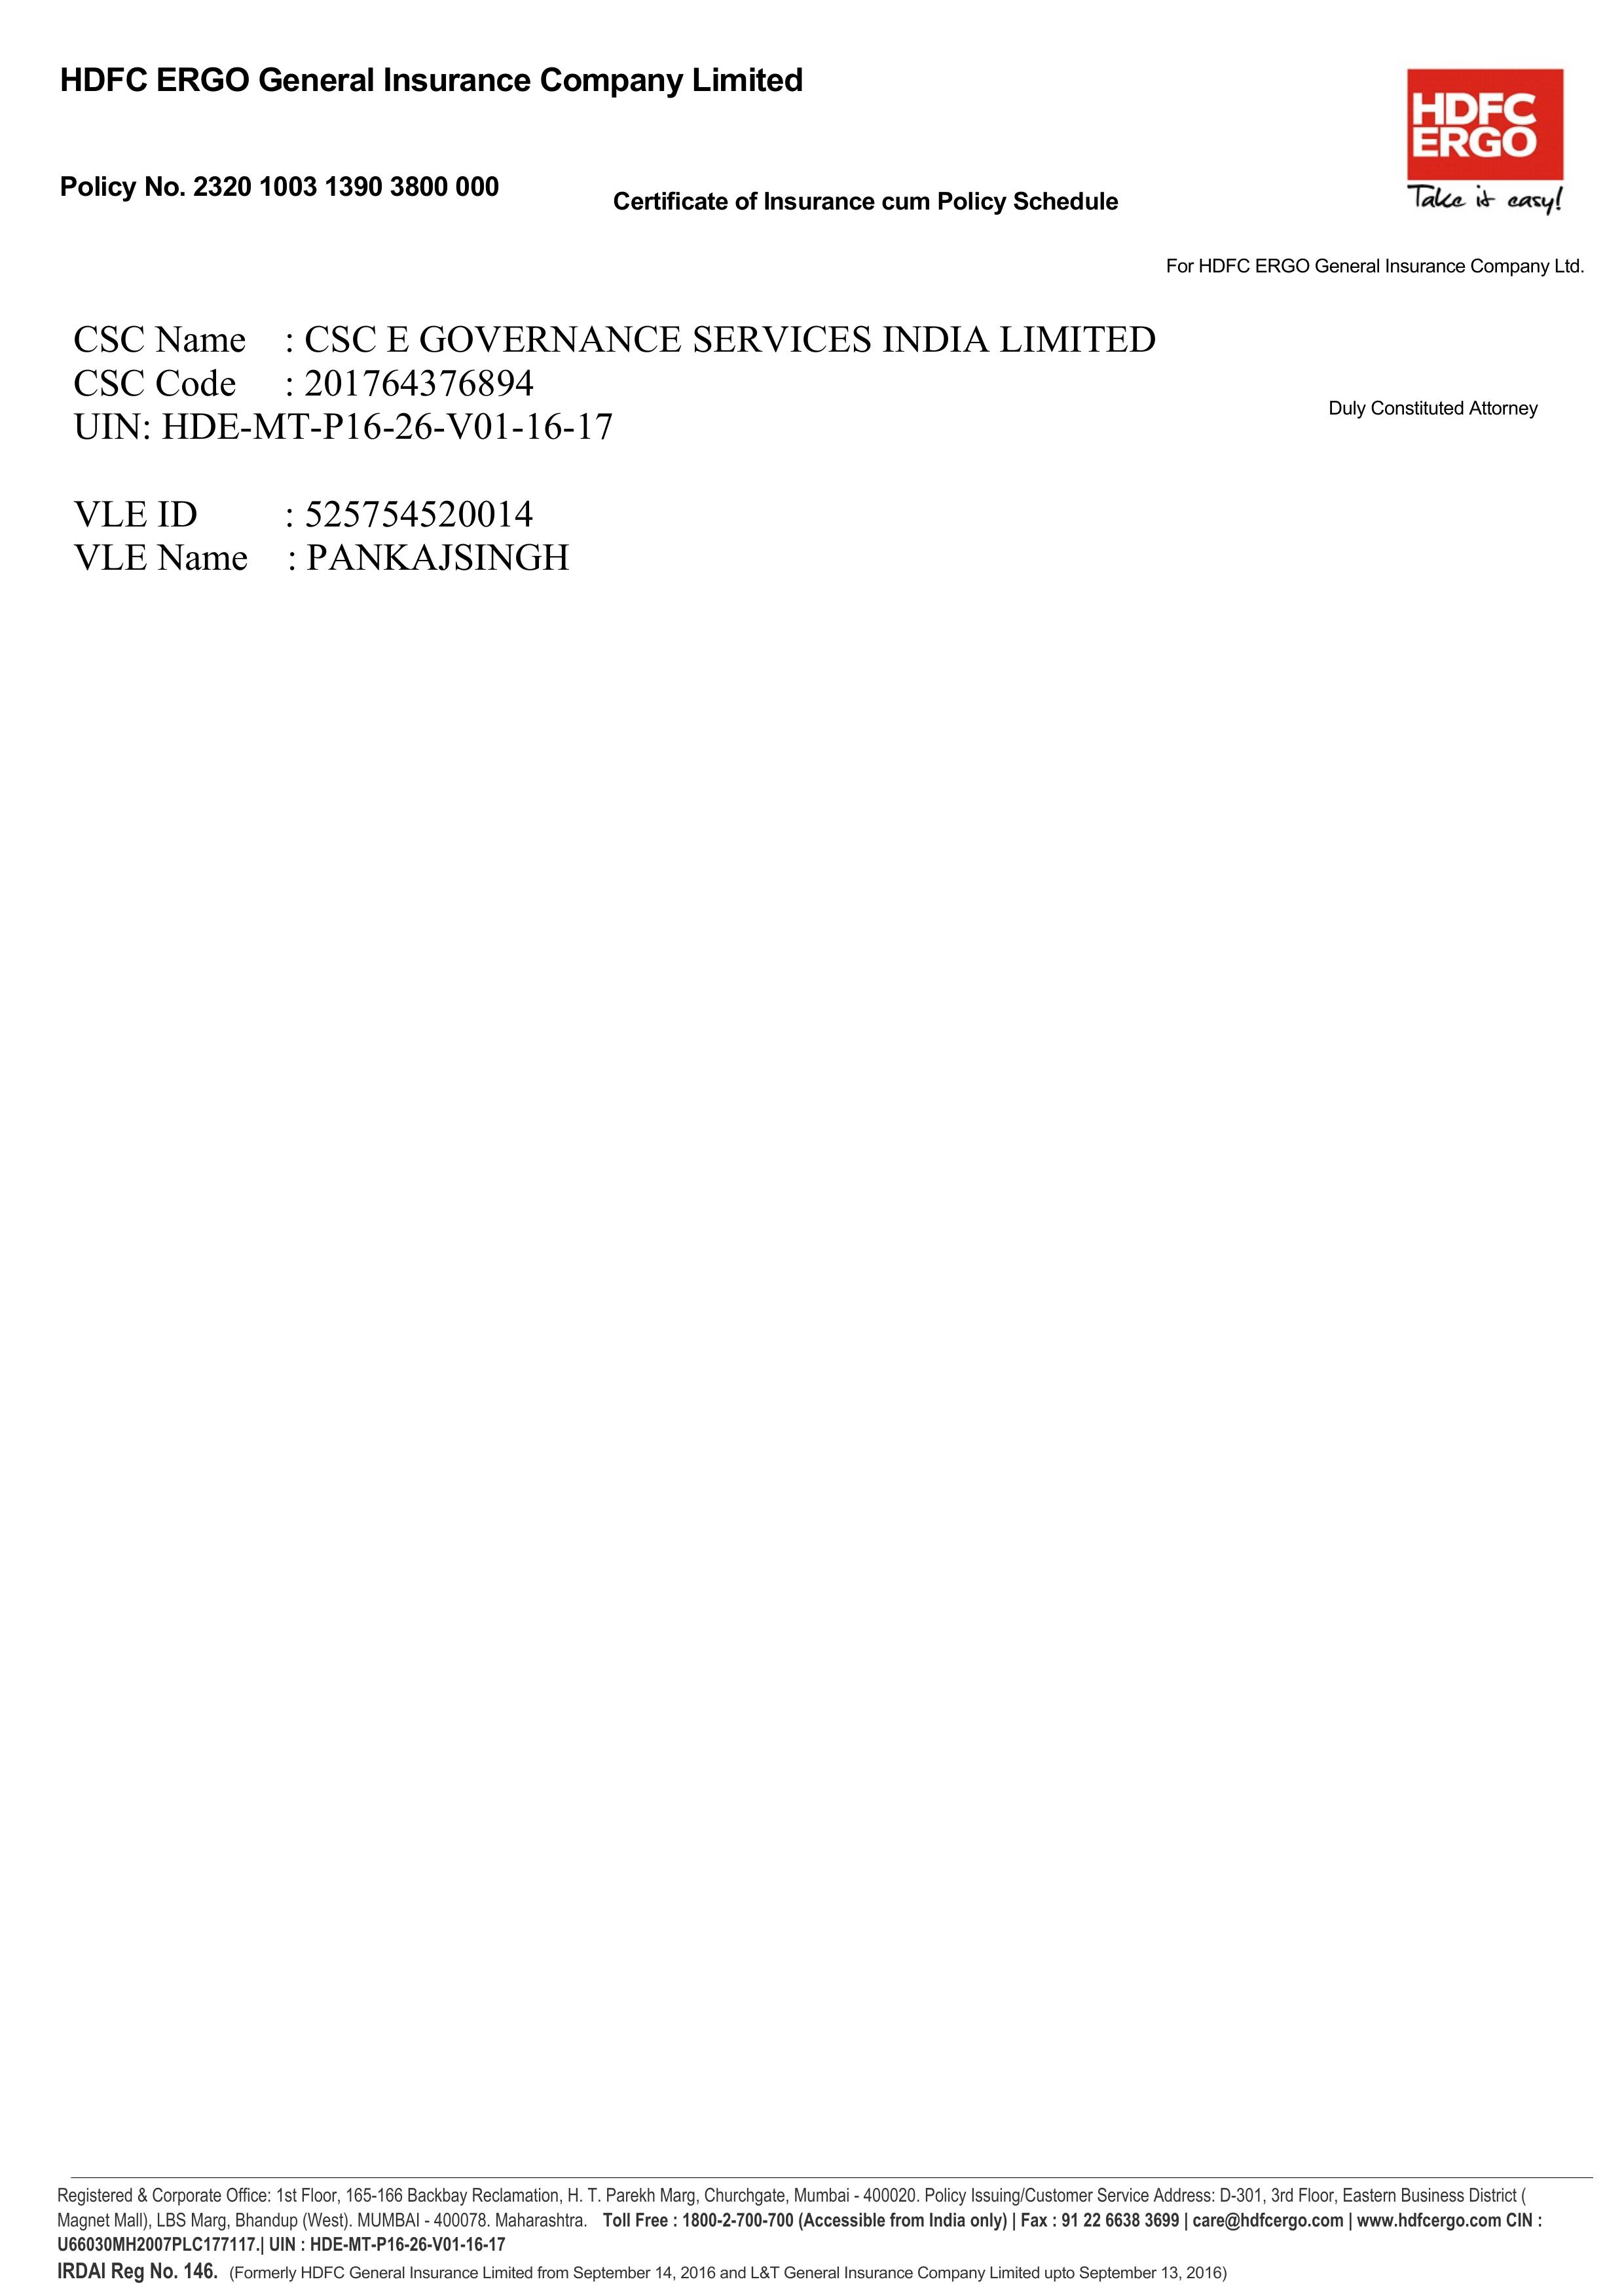 HDFC ERGO General Insurance Company Limited
HDFC
ERGO
Take it easy!
Policy No. 2320 1003 1390 3800 000
Certificate of Insurance cum Policy Schedule
For HDFC ERGO General Insurance Company Ltd.
CSC Name : CSC E GOVERNANCE SERVICES INDIA LIMITED
CSC Code : 201764376894
Duly Constituted Attorney
UIN: HDE-MT-P16-26-V01-16-17
VLE ID : 525754520014
VLE Name : PANKAJSINGH
Registered & Corporate Office: 1st Floor, 165-166 Backbay Reclamation, H. T. Parekh Marg, Churchgate, Mumbai - 400020. Policy Issuing/Customer Service Address: D-301, 3rd Floor, Eastern Business District (
Magnet Mall), LBS Marg, Bhandup (West). MUMBAI - 400078. Maharashtra. Toll Free : 1800-2-700-700 (Accessible from India only) | Fax : 91 22 6638 3699 | care@hdfcergo.com | www.hdfcergo.com CIN :
U66030MH2007PLC177117.| UIN : HDE-MT-P16-26-V01-16-17
IRDAI Reg No. 146. (Formerly HDFC General Insurance Limited from September 14, 2016 and L&T General Insurance Company Limited upto September 13, 2016)